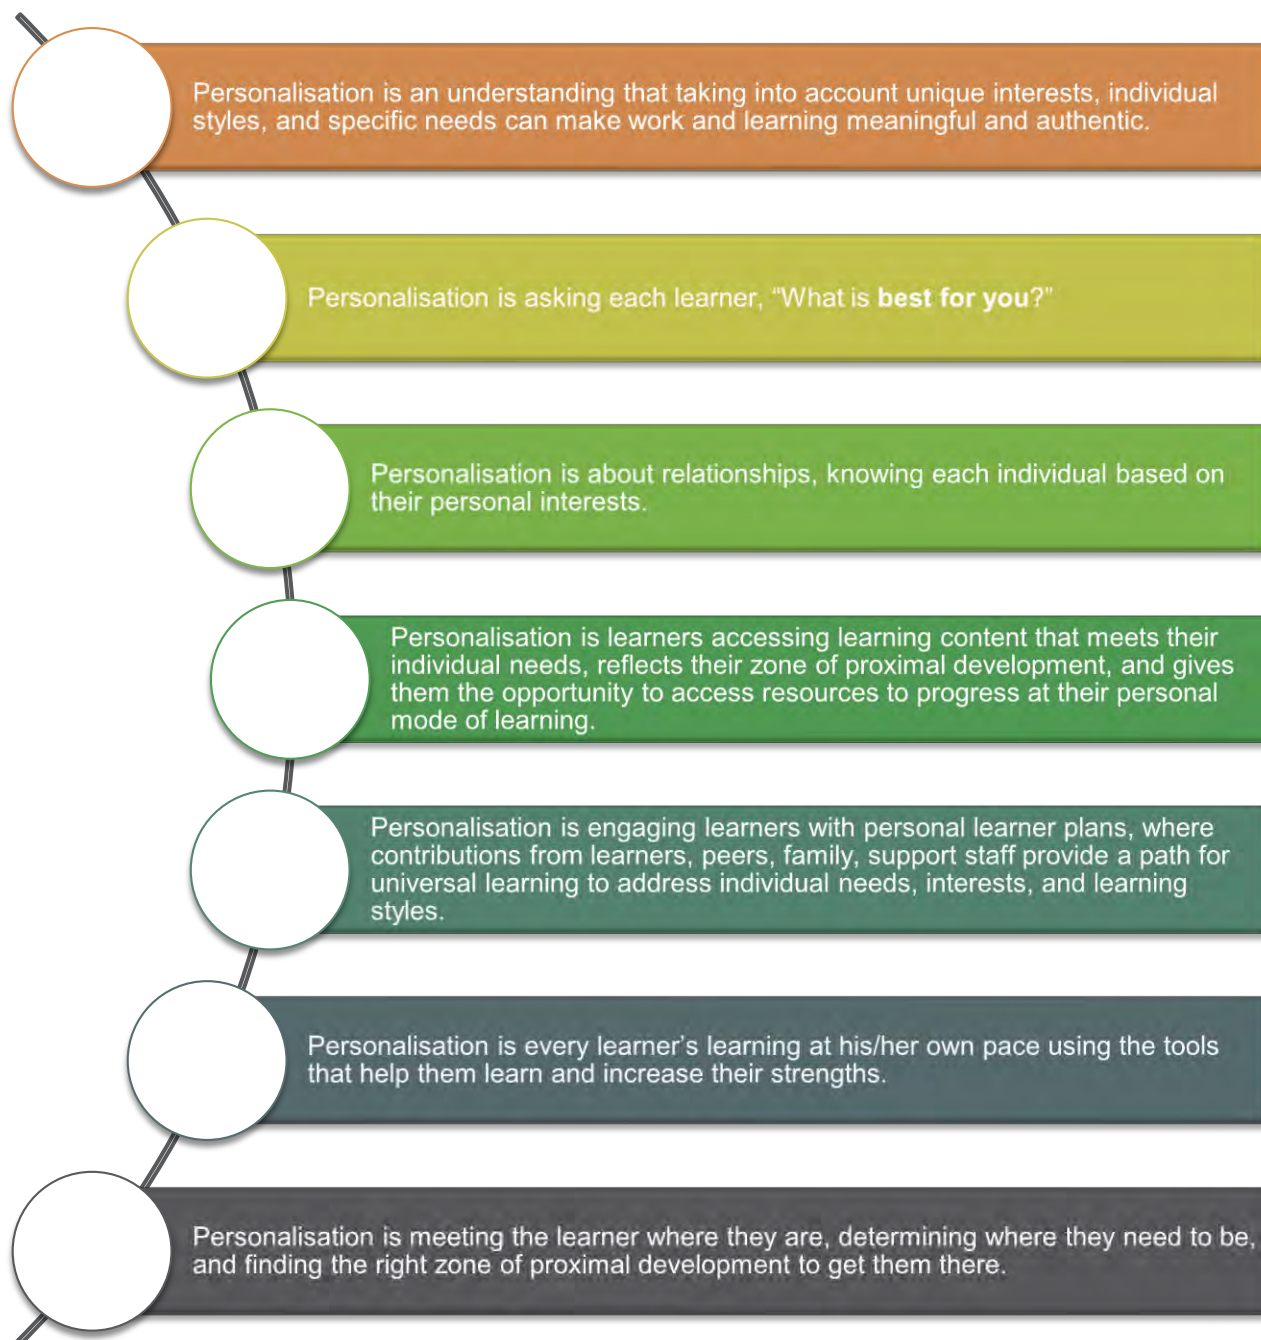 Personalisation is an understanding that taking into account unique interests, individual
styles, and specific needs can make work and learning meaningful and authentic.
Personalisation is asking each learner, “What is best for you?”
Personalisation is about relationships, knowing each individual based on
their personal interests.
Personalisation is learners accessing learning content that meets their
individual needs, reflects their zone of proximal development, and gives
them the opportunity to access resources to progress at their personal
mode of learning.
Personalisation is engaging learners with personal learner plans, where
contributions from learners, peers, family, support staff provide a path for
universal learning to address individual needs, interests, and learning
styles.
Personalisation is every learner’s learning at his/her own pace using the tools
that help them learn and increase their strengths.
Personalisation is meeting the learner where they are, determining where they need to be,
and finding the right zone of proximal development to get them there.